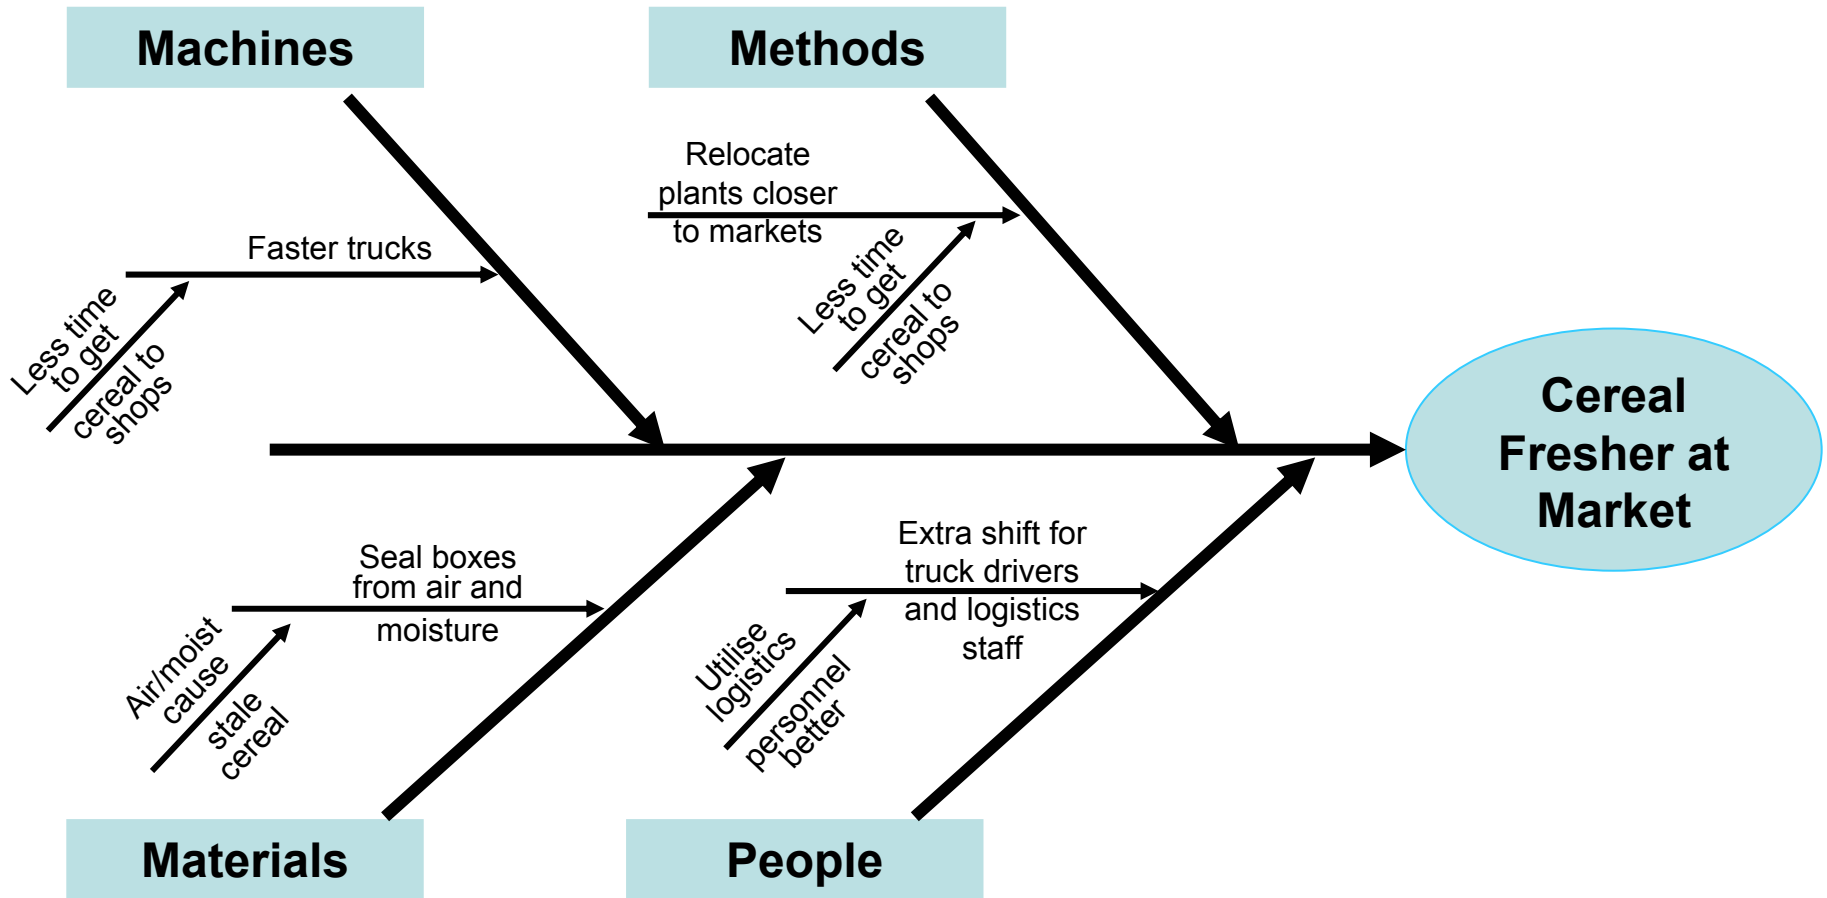 Machines
Methods
Relocate
plants closer
to markets
Faster trucks
Less time
to get
cereal to
shops
Less time
to get
cereal to
shops
Cereal
Fresher at
Market
Seal boxes
from air and
moisture
Air/moist
cause
stale
cereal
Extra shift for
truck drivers
and logistics
staff
Utilise
logistics
personnel
better
Materials
People